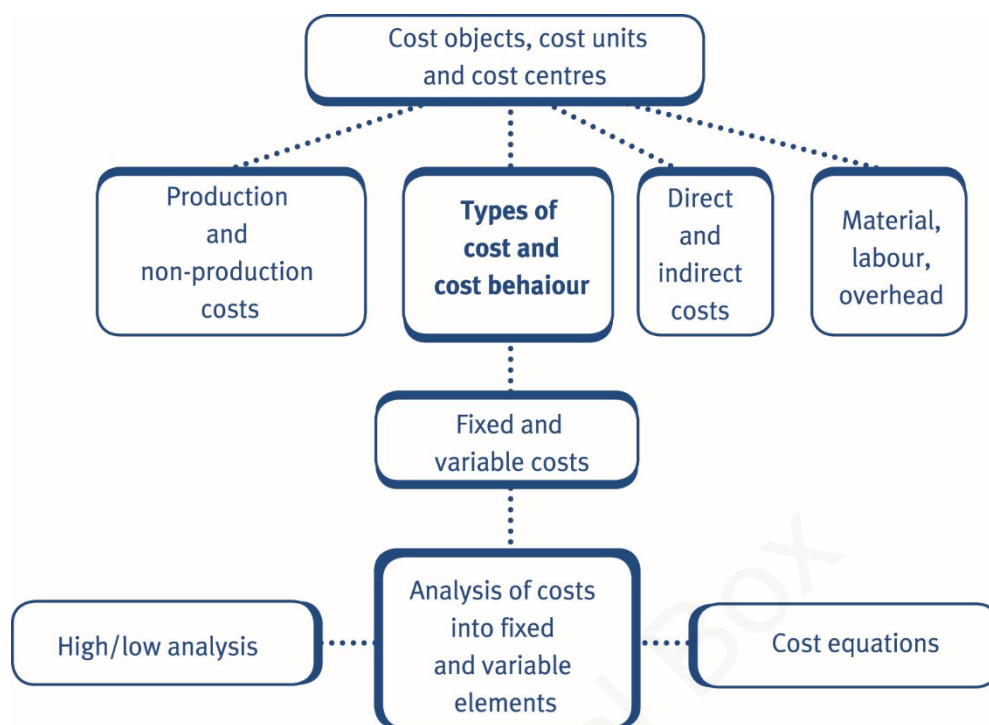 Cost objects, cost units
and cost centres
Production
and
non-production
costs
Types of
cost and
cost behaiour
Direct
and
indirect
costs
Material,
labour,
overhead
Fixed and
variable costs
High/low analysis
Analysis of costs
into fixed
and variable
elements
Cost equations
Box